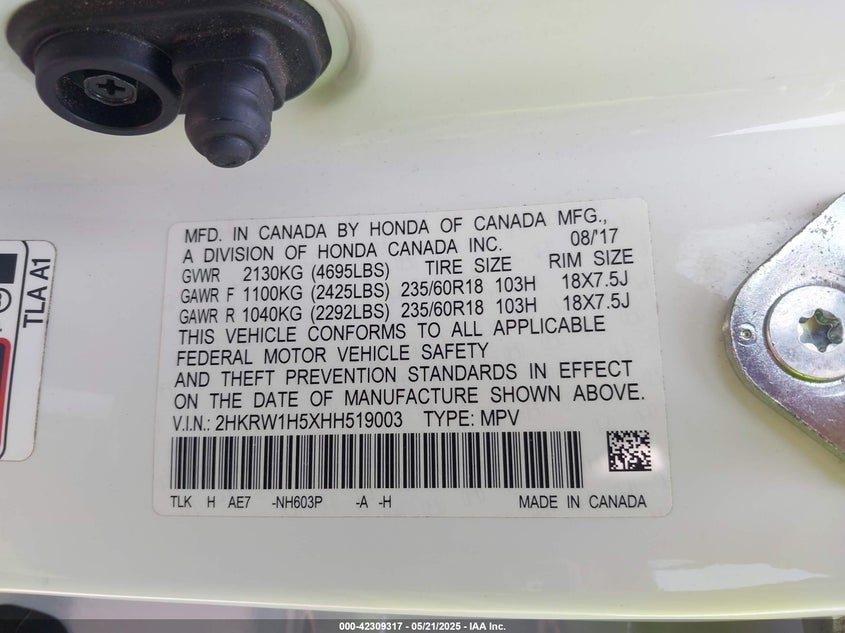 MFD. IN CANADA BY HONDA OF CANADA MFG.,
A DIVISION OF HONDA CANADA INC. 08/'17
GVWR 2130KG (4695LBS) TIRE SIZE RIM SIZE
GAWR F 1100KG (2425LBS) 235/60R18 103H 18X7.5J
GAWR R 1040KG (2292LBS) 235/60R18 103H 18X7.5J
THIS VEHICLE CONFORMS TO ALL APPLICABLE
FEDERAL MOTOR VEHICLE SAFETY
AND THEFT PREVENTION STANDARDS IN EFFECT
ON THE DATE OF MANUFACTURE SHOWN ABOVE.
V.I.N.: 2HKRW1H5XHH519003 TYPE: MPV
TLK H AE7 -NH603P -A -H MADE IN CANADA
TLA A1
000-42309317 - 05/21/2025 - IAA Inc.